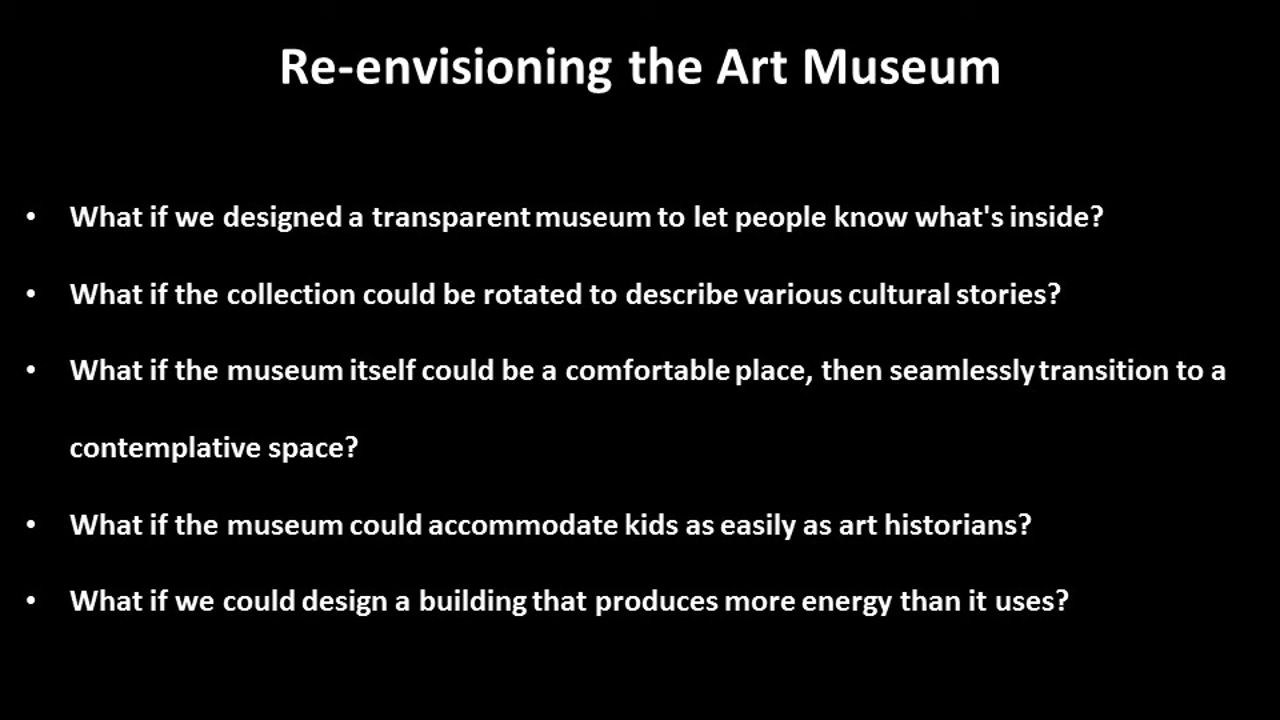 Re-envisioning the Art Museum
• What if we designed a transparent museum to let people know what's inside?
• What if the collection could be rotated to describe various cultural stories?
• What if the museum itself could be a comfortable place, then seamlessly transition to a
contemplative space?
• What if the museum could accommodate kids as easily as art historians?
• What if we could design a building that produces more energy than it uses?